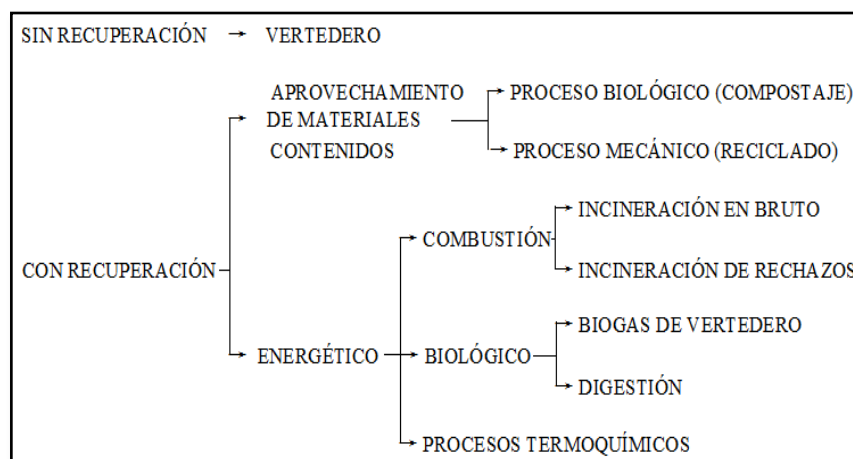 SIN RECUPERACIÓN → VERTEDERO
APROVECHAMIENTO
DE MATERIALES
CONTENIDOS
PROCESO BIOLÓGICO (COMPOSTAJE)
PROCESO MECÁNICO (RECICLADO)
CON RECUPERACIÓN
ENERGÉTICO
COMBUSTIÓN
INCINERACIÓN EN BRUTO
INCINERACIÓN DE RECHAZOS
BIOLÓGICO
BIOGAS DE VERTEDERO
DIGESTIÓN
PROCESOS TERMOQUÍMICOS